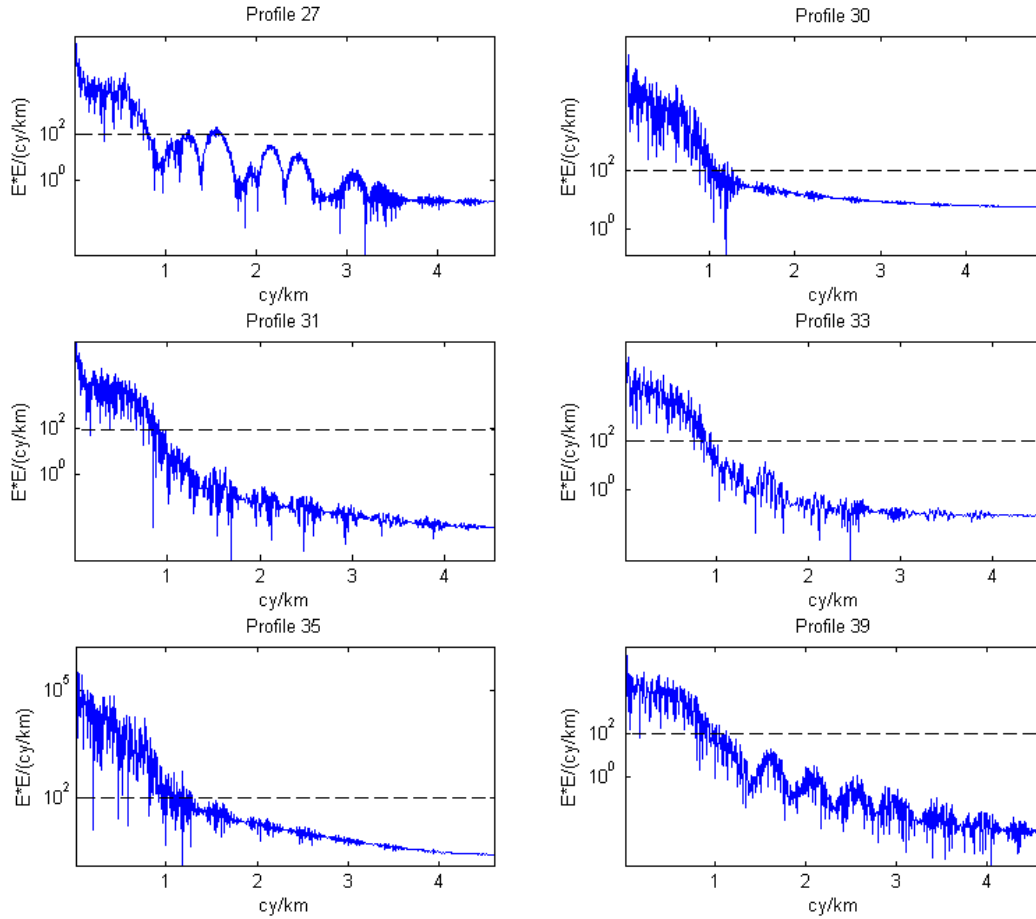 Profile 27
E*E/(cy/km)
10^2
10^0
1 2 3 4
cy/km
Profile 30
E*E/(cy/km)
10^2
10^0
1 2 3 4
cy/km
Profile 31
E*E/(cy/km)
10^2
10^0
1 2 3 4
cy/km
Profile 33
E*E/(cy/km)
10^2
10^0
1 2 3 4
cy/km
Profile 35
E*E/(cy/km)
10^5
10^2
1 2 3 4
cy/km
Profile 39
E*E/(cy/km)
10^2
10^0
1 2 3 4
cy/km